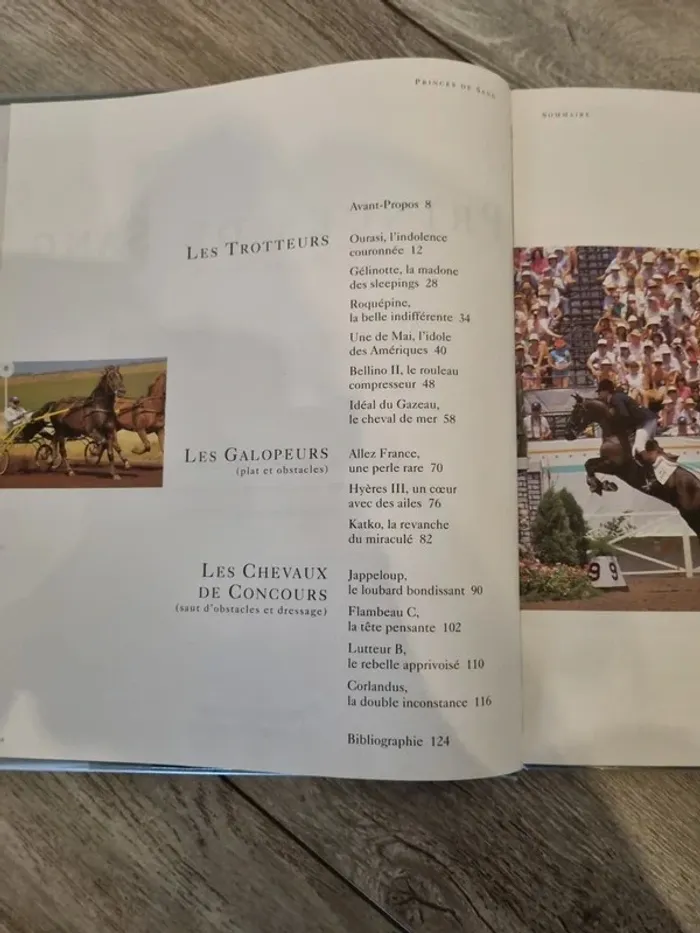 PRINCES DE SANG
SOMMAIRE
Avant-Propos 8
LES TROTTEURS
Ourasi, l'indolence
couronnée 12
Gélinotte, la madone
des sleepings 28
Roquépine,
la belle indifférente 34
Une de Mai, l'idole
des Amériques 40
Bellino II, le rouleau
compresseur 48
Idéal du Gazeau,
le cheval de mer 58
LES GALOPEURS
(plat et obstacles)
Allez France,
une perle rare 70
Hyères III, un cœur
avec des ailes 76
Katko, la revanche
du miraculé 82
LES CHEVAUX
DE CONCOURS
(saut d'obstacles et dressage)
Jappeloup,
le loubard bondissant 90
Flambeau C,
la tête pensante 102
Lutteur B,
le rebelle apprivoisé 110
Corlandus,
la double inconstance 116
Bibliographie 124
99